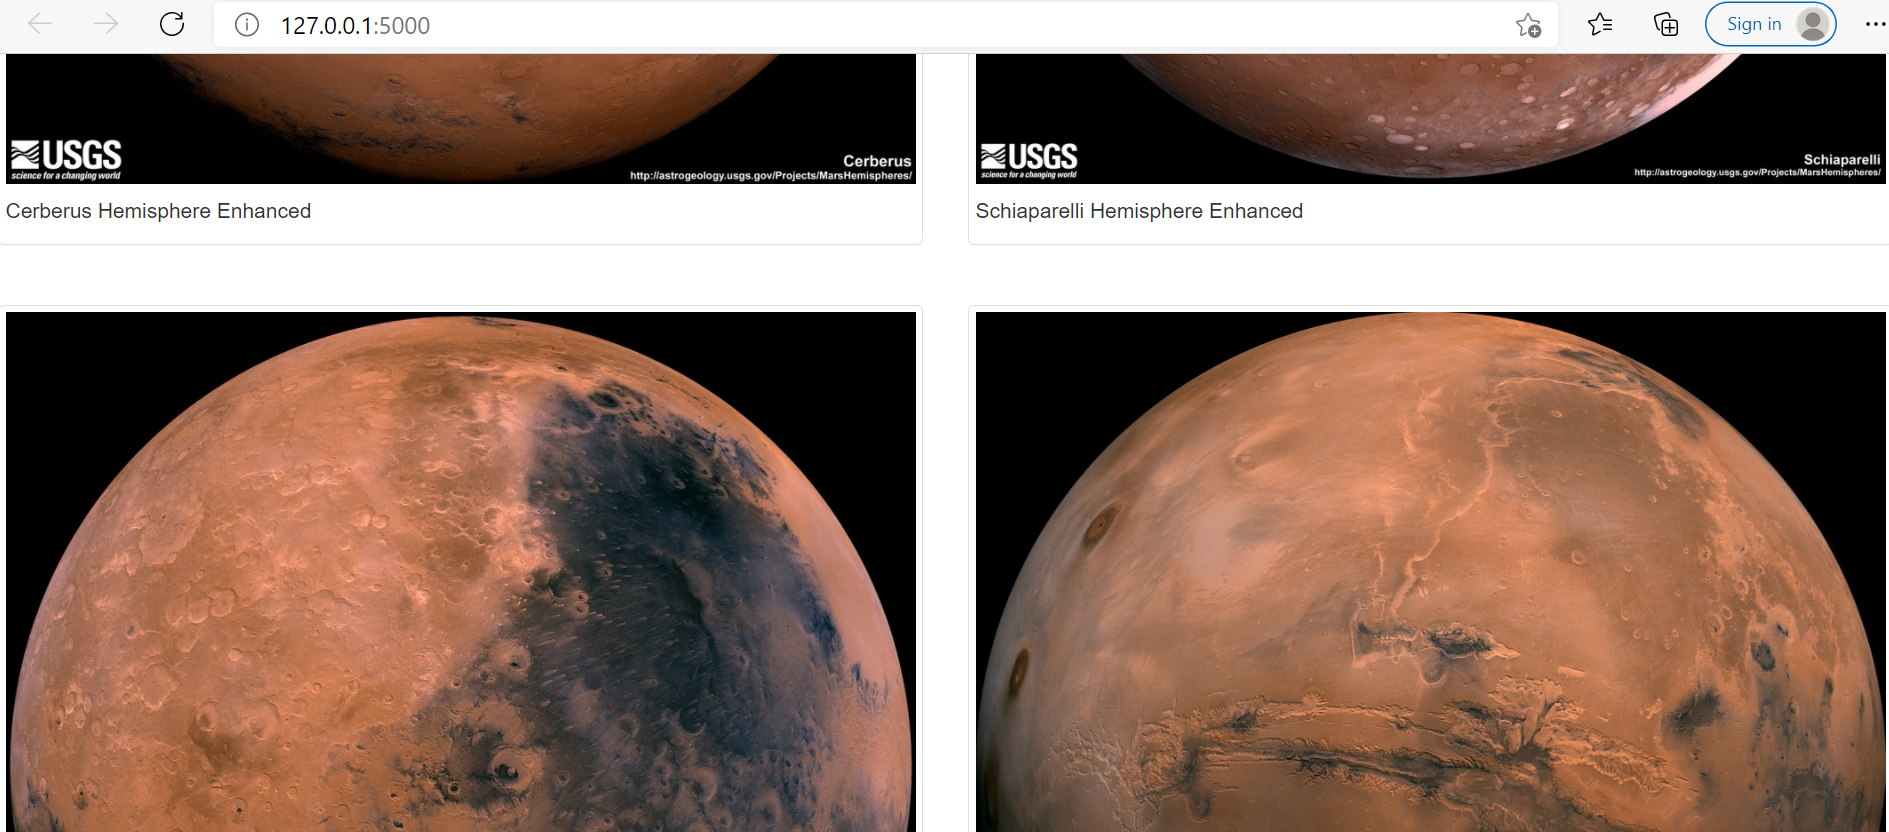 127.0.0.1:5000
Sign in
USGS
science for a changing world
Cerberus
http://astrogeology.usgs.gov/Projects/MarsHemispheres/
USGS
science for a changing world
Schiaparelli
http://astrogeology.usgs.gov/Projects/MarsHemispheres/
Cerberus Hemisphere Enhanced
Schiaparelli Hemisphere Enhanced